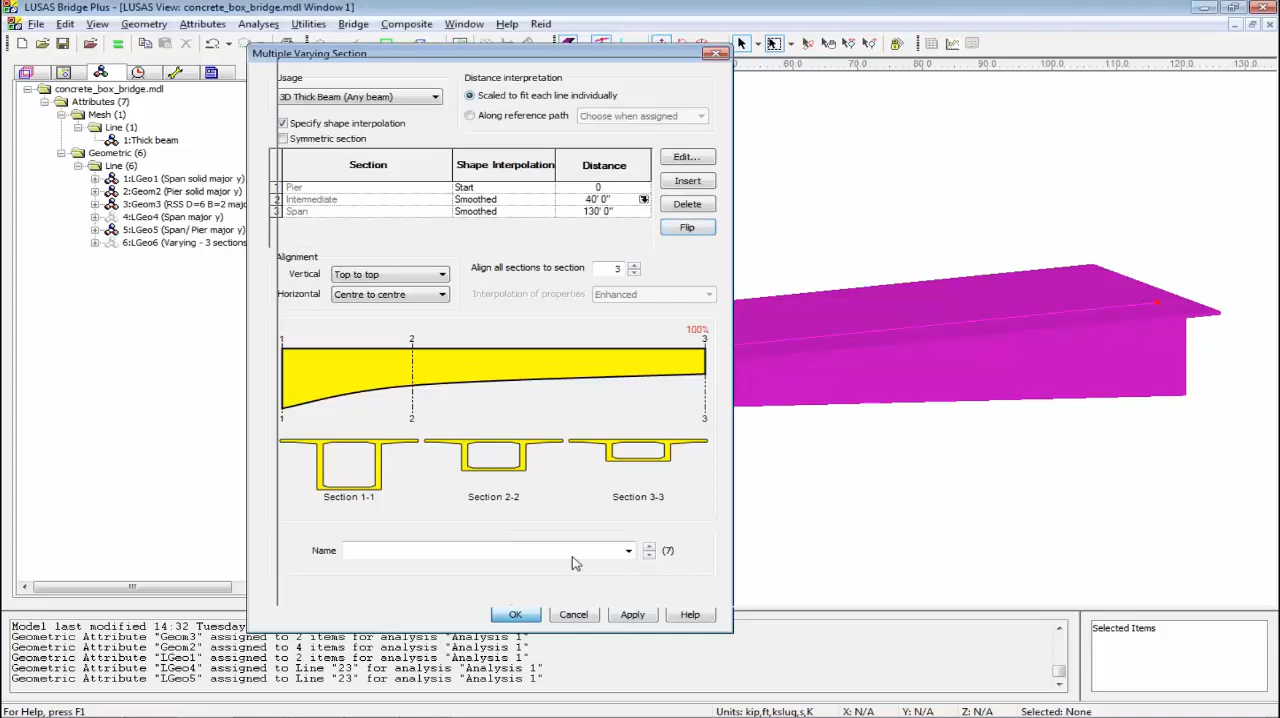 LUSAS Bridge Plus - [LUSAS View: concrete_box_bridge.mdl Window 1]
File Edit View Geometry Attributes Analyses Utilities Bridge Composite Window Help Reid
60.0 70.0 80.0 90.0 100.0 110.0 120.0 130.0
concrete_box_bridge.mdl
Attributes (7)
Mesh (1)
Line (1)
1:Thick beam
Geometric (6)
Line (6)
1:LGeo1 (Span solid major y)
2:Geom2 (Pier solid major y)
3:Geom3 (RSS D=6 B=2 major
4:LGeo4 (Span major y)
5:LGeo5 (Span/ Pier major y)
6:LGeo6 (Varying - 3 sections
Multiple Varying Section
Usage
3D Thick Beam (Any beam)
Specify shape interpolation
Symmetric section
Distance interpretation
Scaled to fit each line individually
Along reference path
Choose when assigned
Section Shape Interpolation Distance
1 Pier Start 0
2 Intermediate Smoothed 40' 0"
3 Span Smoothed 130' 0"
Edit...
Insert
Delete
Flip
Alignment
Vertical Top to top
Horizontal Centre to centre
Align all sections to section 3
Interpolation of properties Enhanced
100%
1 2 3
1 2 3
Section 1-1 Section 2-2 Section 3-3
Name (7)
OK Cancel Apply Help
Model last modified 14:32 Tuesday
Geometric Attribute "Geom3" assigned to 2 items for analysis "Analysis 1"
Geometric Attribute "Geom2" assigned to 4 items for analysis "Analysis 1"
Geometric Attribute "LGeo1" assigned to 2 items for analysis "Analysis 1"
Geometric Attribute "LGeo4" assigned to Line "23" for analysis "Analysis 1"
Geometric Attribute "LGeo5" assigned to Line "23" for analysis "Analysis 1"
Selected Items
For Help, press F1
Units: kip,ft,kslug,s,K X: N/A Y: N/A Z: N/A Selected: None